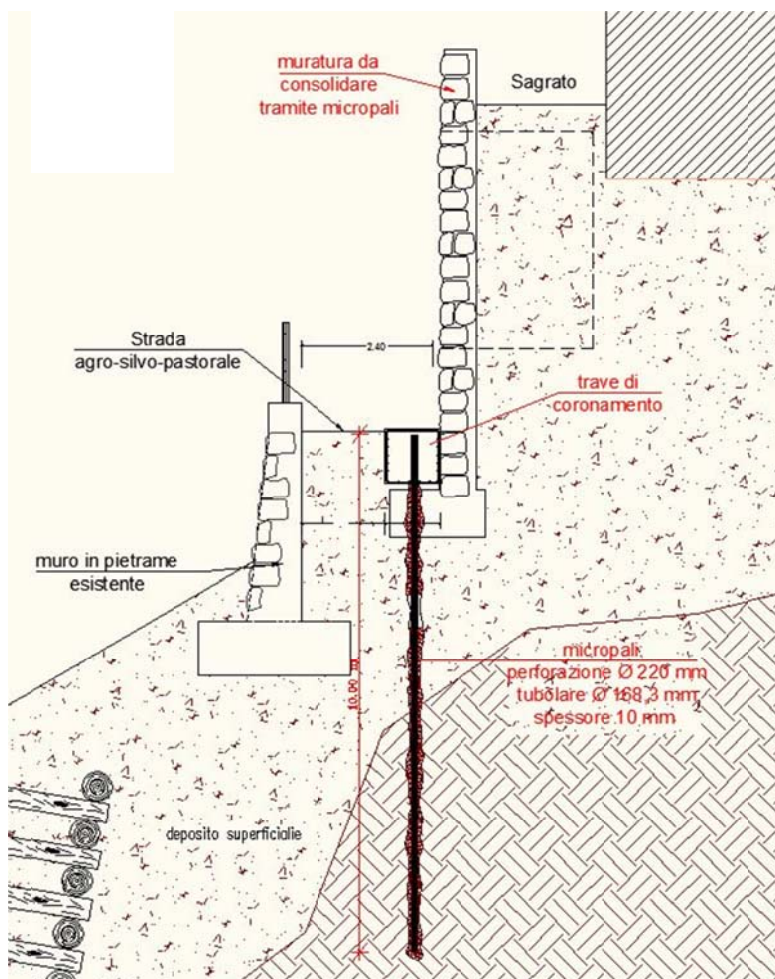 muratura da
consolidare
tramite micropali
Sagrato
Strada
agro-silvo-pastorale
2.40
trave di
coronamento
muro in pietrame
esistente
10.00
micropali
perforazione Ø 220 mm
tubolare Ø 168,3 mm
spessore 10 mm
deposito superficialie